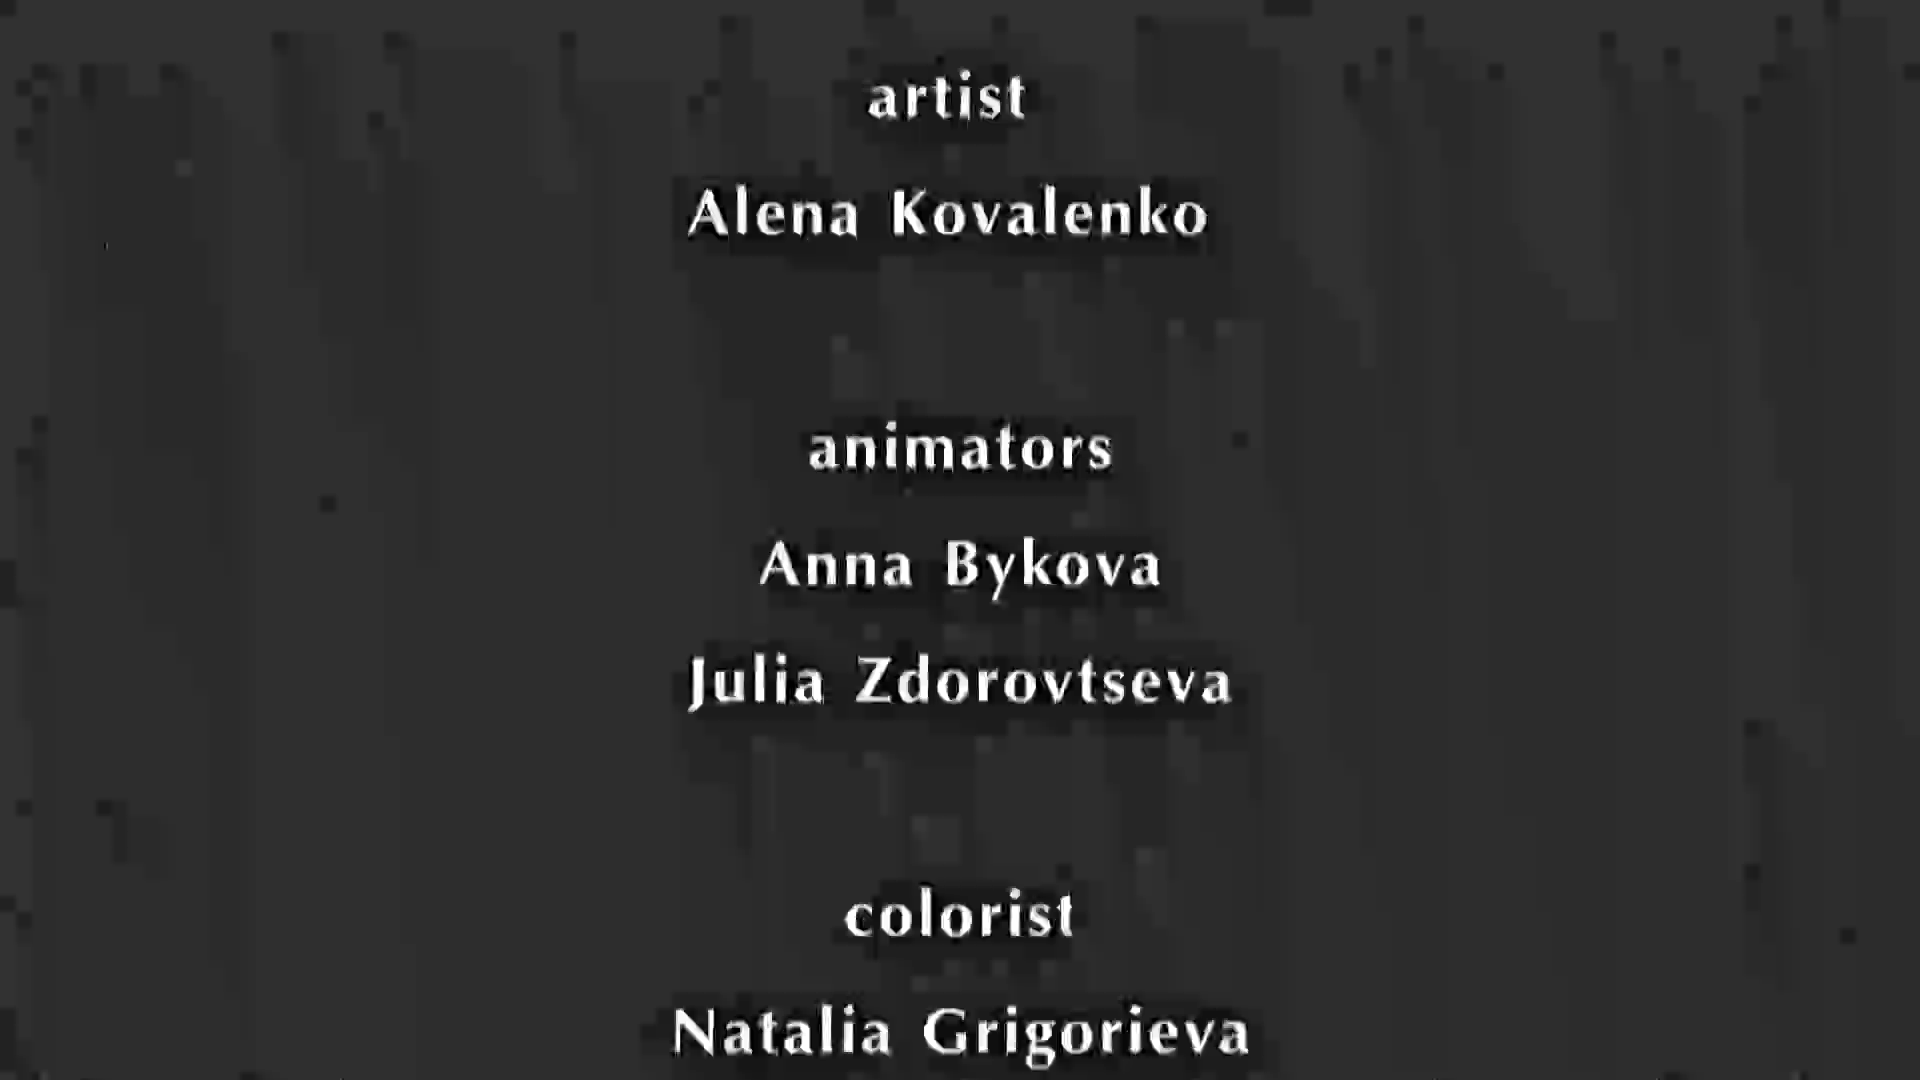 artist
Alena Kovalenko
animators
Anna Bykova
Julia Zdorovtseva
colorist
Natalia Grigorieva